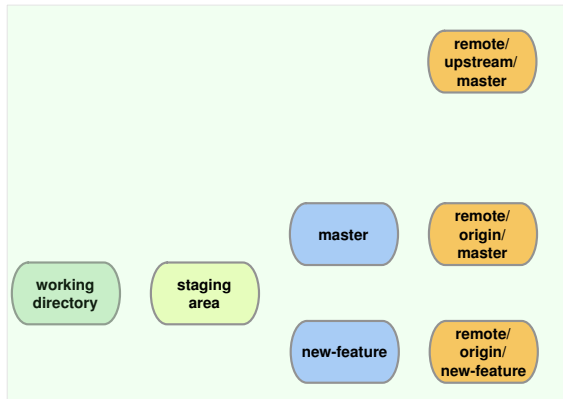 remote/
upstream/
master
master
remote/
origin/
master
working
directory
staging
area
new-feature
remote/
origin/
new-feature